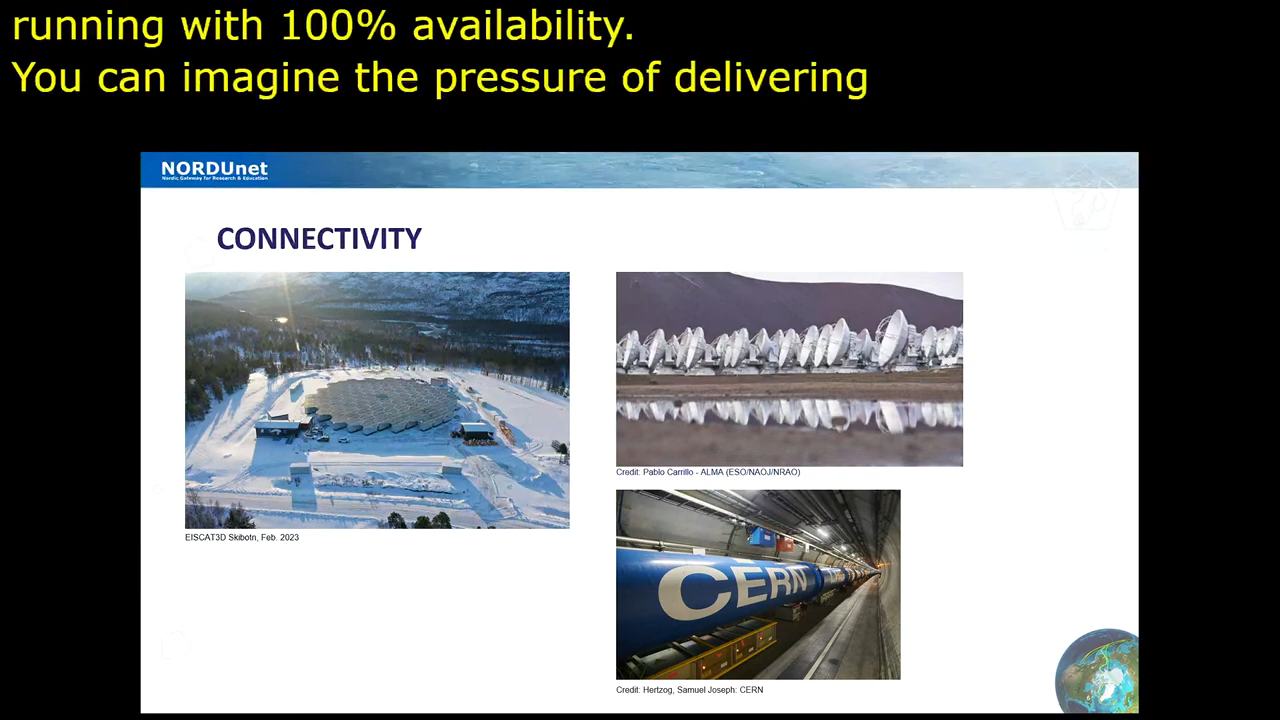 running with 100% availability.
You can imagine the pressure of delivering
NORDUnet
Nordic Gateway for Research & Education
CONNECTIVITY
Credit: Pablo Carrillo - ALMA (ESO/NAOJ/NRAO)
EISCAT3D Skibotn, Feb. 2023
CERN
Credit: Hertzog, Samuel Joseph: CERN